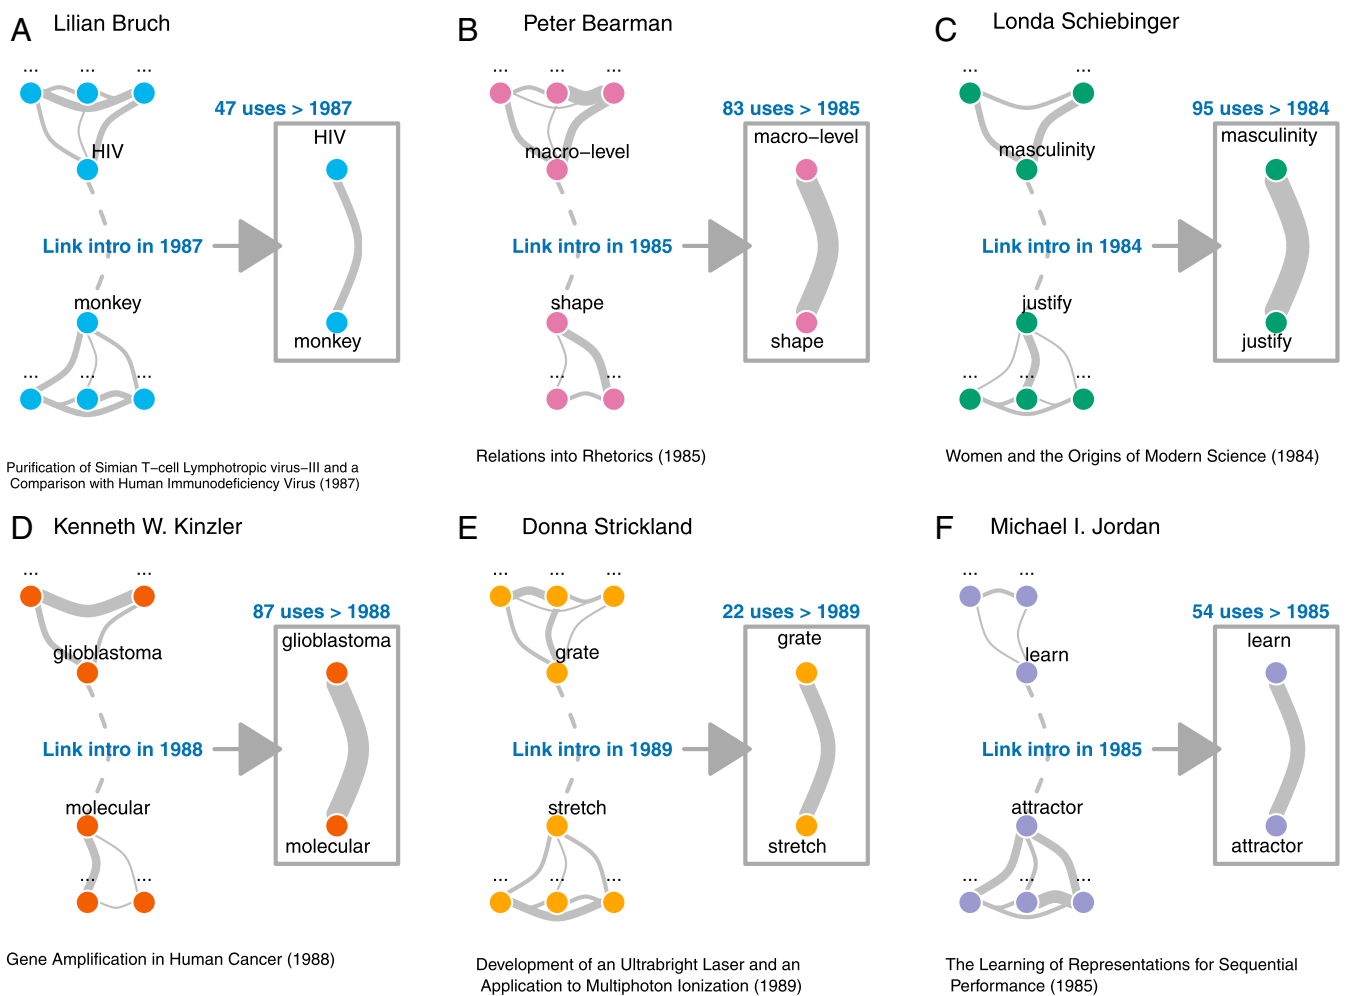 A Lilian Bruch
... ... ...
47 uses > 1987
HIV
HIV
Link intro in 1987
monkey
monkey
... ... ...
Purification of Simian T−cell Lymphotropic virus−III and a
Comparison with Human Immunodeficiency Virus (1987)
B Peter Bearman
... ... ...
83 uses > 1985
macro−level
macro−level
Link intro in 1985
shape
shape
... ...
Relations into Rhetorics (1985)
C Londa Schiebinger
... ...
95 uses > 1984
masculinity
masculinity
Link intro in 1984
justify
justify
... ... ...
Women and the Origins of Modern Science (1984)
D Kenneth W. Kinzler
... ...
87 uses > 1988
glioblastoma
glioblastoma
Link intro in 1988
molecular
molecular
... ...
Gene Amplification in Human Cancer (1988)
E Donna Strickland
... ... ...
22 uses > 1989
grate
grate
Link intro in 1989
stretch
stretch
... ... ...
Development of an Ultrabright Laser and an
Application to Multiphoton Ionization (1989)
F Michael I. Jordan
... ...
54 uses > 1985
learn
learn
Link intro in 1985
attractor
attractor
... ... ...
The Learning of Representations for Sequential
Performance (1985)